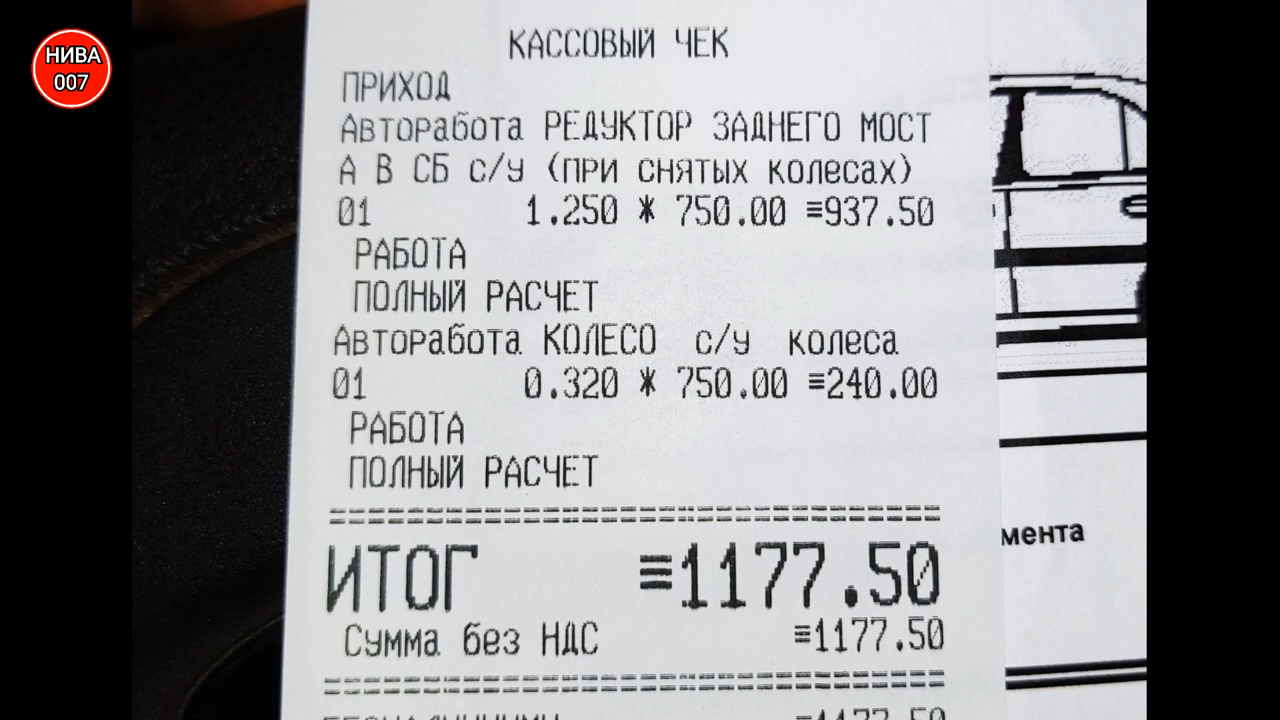 НИВА
007
КАССОВЫЙ ЧЕК
ПРИХОД
Авторабота РЕДУКТОР ЗАДНЕГО МОСТ
А В СБ с/у (при снятых колесах)
01 1.250 * 750.00 ≡937.50
РАБОТА
ПОЛНЫЙ РАСЧЕТ
Авторабота КОЛЕСО с/у колеса
01 0.320 * 750.00 ≡240.00
РАБОТА
ПОЛНЫЙ РАСЧЕТ
ИТОГ ≡1177.50
Сумма без НДС ≡1177.50
≡1177.50
мента